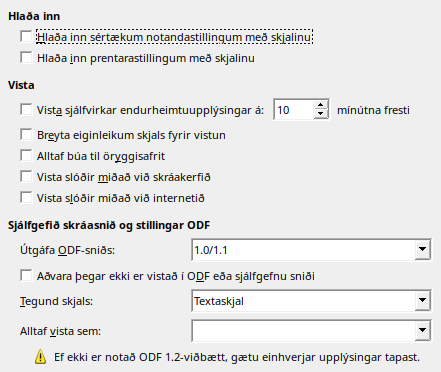 Hlaða inn
Hlaða inn sértækum notandastillingum með skjalinu
Hlaða inn prentarastillingum með skjalinu
Vista
Vista sjálfvirkar endurheimtuupplýsingar á: 10 mínútna fresti
Breyta eiginleikum skjals fyrir vistun
Alltaf búa til öryggisafrit
Vista slóðir miðað við skráakerfið
Vista slóðir miðað við internetið
Sjálfgefið skráasnið og stillingar ODF
Útgáfa ODF-sniðs: 1.0/1.1
Aðvara þegar ekki er vistað í ODF eða sjálfgefnu sniði
Tegund skjals: Textaskjal
Alltaf vista sem:
Ef ekki er notað ODF 1.2-viðbætt, gætu einhverjar upplýsingar tapast.